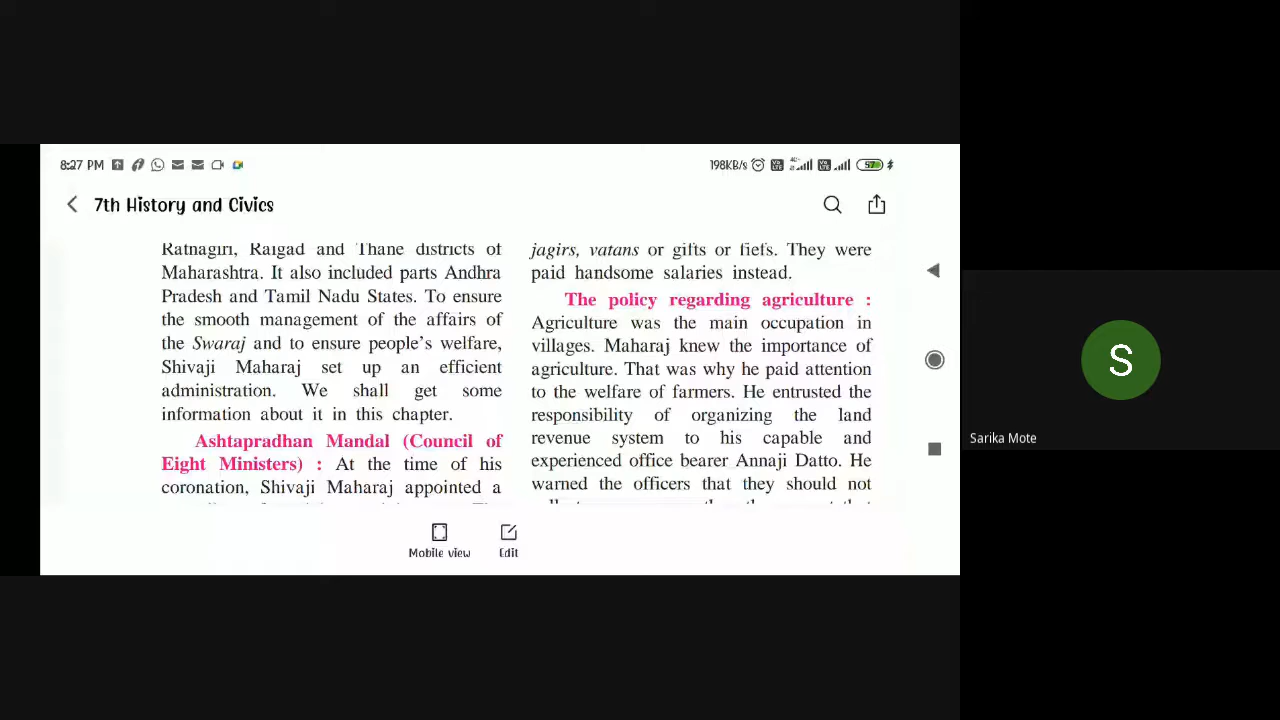 8:27 PM
198KB/s
57
7th History and Civics
Ratnagiri, Raigad and Thane districts of
Maharashtra. It also included parts Andhra
Pradesh and Tamil Nadu States. To ensure
the smooth management of the affairs of
the Swaraj and to ensure people's welfare,
Shivaji Maharaj set up an efficient
administration. We shall get some
information about it in this chapter.
Ashtapradhan Mandal (Council of
Eight Ministers) : At the time of his
coronation, Shivaji Maharaj appointed a
jagirs, vatans or gifts or fiefs. They were
paid handsome salaries instead.
The policy regarding agriculture :
Agriculture was the main occupation in
villages. Maharaj knew the importance of
agriculture. That was why he paid attention
to the welfare of farmers. He entrusted the
responsibility of organizing the land
revenue system to his capable and
experienced office bearer Annaji Datto. He
warned the officers that they should not
Mobile view
Edit
S
Sarika Mote